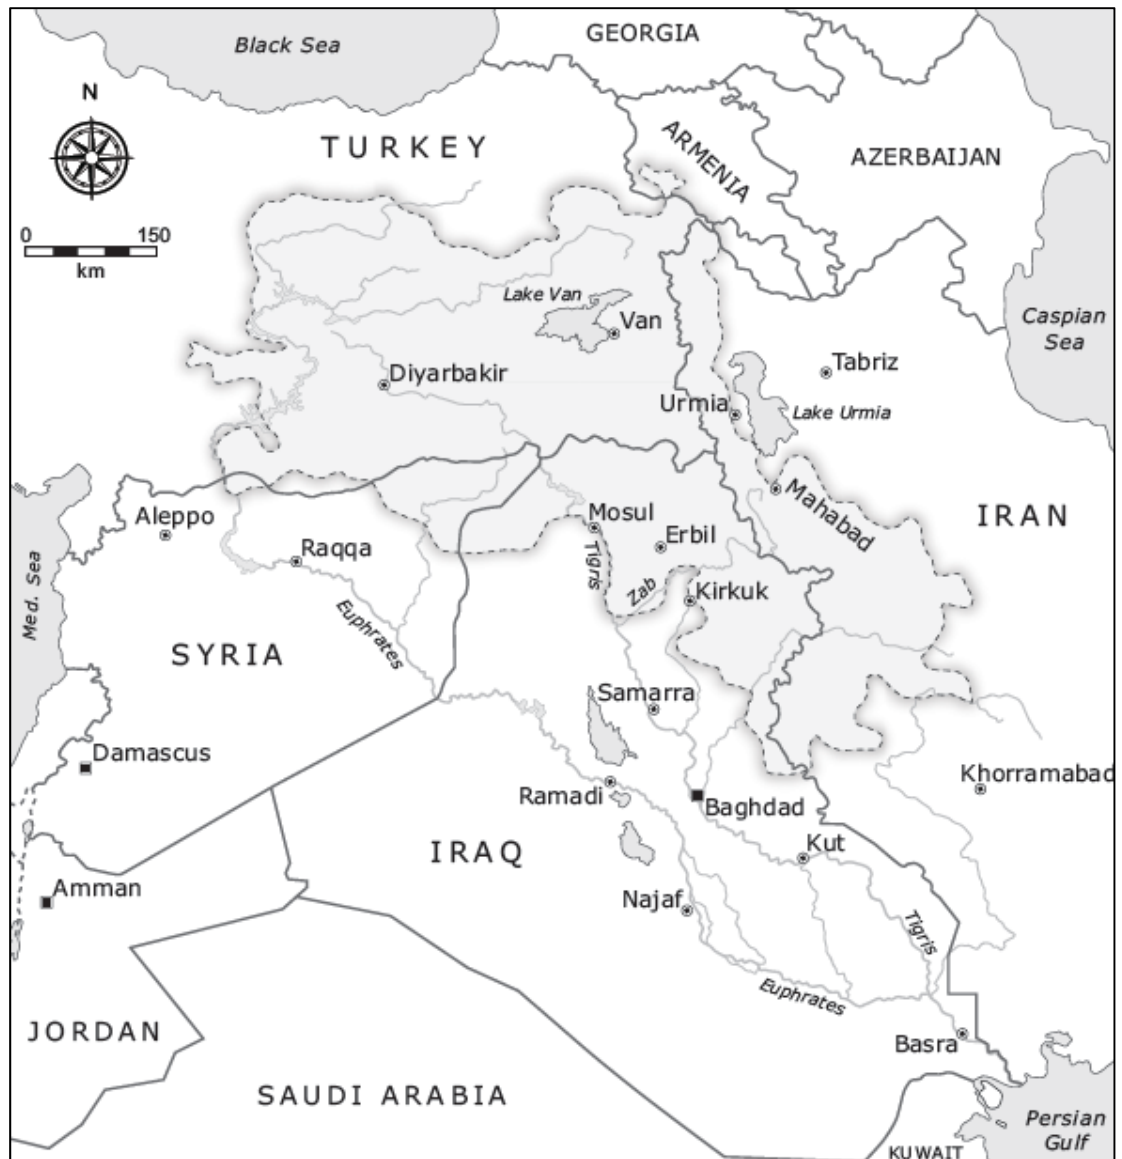 Black Sea
GEORGIA
N
TURKEY
ARMENIA
AZERBAIJAN
0 150
km
Lake Van
Van
Caspian
Sea
Tabriz
Diyarbakir
Urmia
Lake Urmia
Mahabad
IRAN
Aleppo
Mosul
Erbil
Raqqa
Tigris
Zab
Kirkuk
Med. Sea
Euphrates
SYRIA
Samarra
Damascus
Khorramabad
Ramadi
Baghdad
IRAQ
Kut
Amman
Najaf
Tigris
Euphrates
JORDAN
Basra
SAUDI ARABIA
Persian
Gulf
KUWAIT